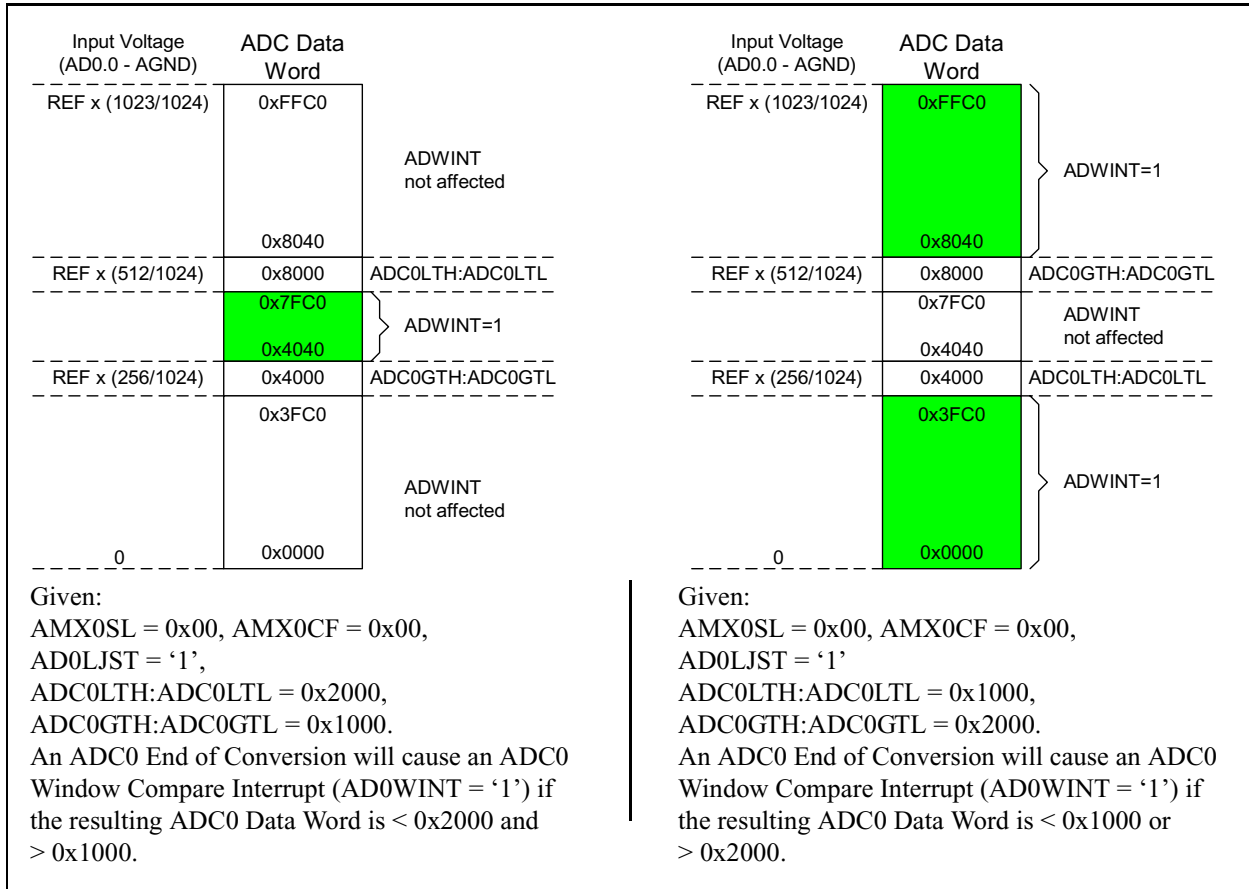 Input Voltage
(AD0.0 - AGND)
ADC Data
Word
REF x (1023/1024)
0xFFC0
ADWINT
not affected
0x8040
REF x (512/1024)
0x8000
ADC0LTH:ADC0LTL
0x7FC0
ADWINT=1
0x4040
REF x (256/1024)
0x4000
ADC0GTH:ADC0GTL
0x3FC0
ADWINT
not affected
0
0x0000
Given:
AMX0SL = 0x00, AMX0CF = 0x00,
AD0LJST = ‘1’,
ADC0LTH:ADC0LTL = 0x2000,
ADC0GTH:ADC0GTL = 0x1000.
An ADC0 End of Conversion will cause an ADC0
Window Compare Interrupt (AD0WINT = ‘1’) if
the resulting ADC0 Data Word is < 0x2000 and
> 0x1000.
Input Voltage
(AD0.0 - AGND)
ADC Data
Word
REF x (1023/1024)
0xFFC0
ADWINT=1
0x8040
REF x (512/1024)
0x8000
ADC0GTH:ADC0GTL
0x7FC0
ADWINT
not affected
0x4040
REF x (256/1024)
0x4000
ADC0LTH:ADC0LTL
0x3FC0
ADWINT=1
0
0x0000
Given:
AMX0SL = 0x00, AMX0CF = 0x00,
AD0LJST = ‘1’
ADC0LTH:ADC0LTL = 0x1000,
ADC0GTH:ADC0GTL = 0x2000.
An ADC0 End of Conversion will cause an ADC0
Window Compare Interrupt (AD0WINT = ‘1’) if
the resulting ADC0 Data Word is < 0x1000 or
> 0x2000.